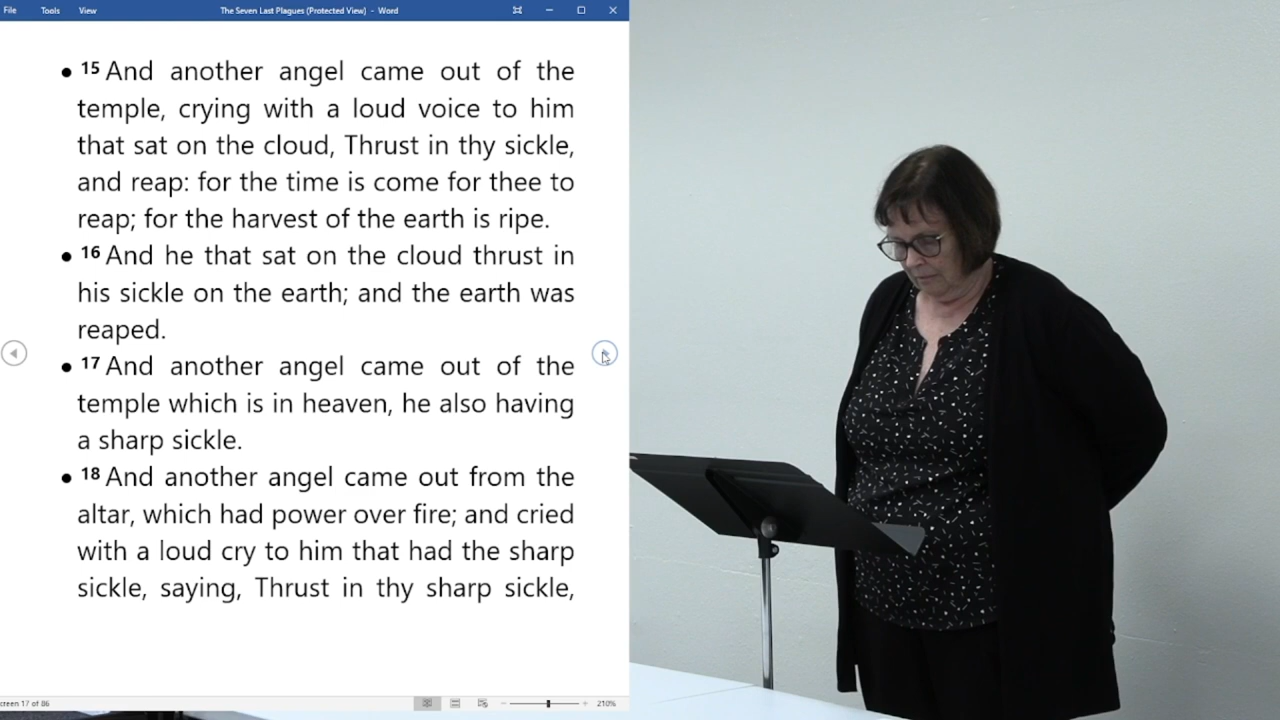 File Tools View The Seven Last Plagues (Protected View) - Word
• 15 And another angel came out of the
temple, crying with a loud voice to him
that sat on the cloud, Thrust in thy sickle,
and reap: for the time is come for thee to
reap; for the harvest of the earth is ripe.
• 16 And he that sat on the cloud thrust in
his sickle on the earth; and the earth was
reaped.
• 17 And another angel came out of the
temple which is in heaven, he also having
a sharp sickle.
• 18 And another angel came out from the
altar, which had power over fire; and cried
with a loud cry to him that had the sharp
sickle, saying, Thrust in thy sharp sickle,
creen 17 of 86 210%